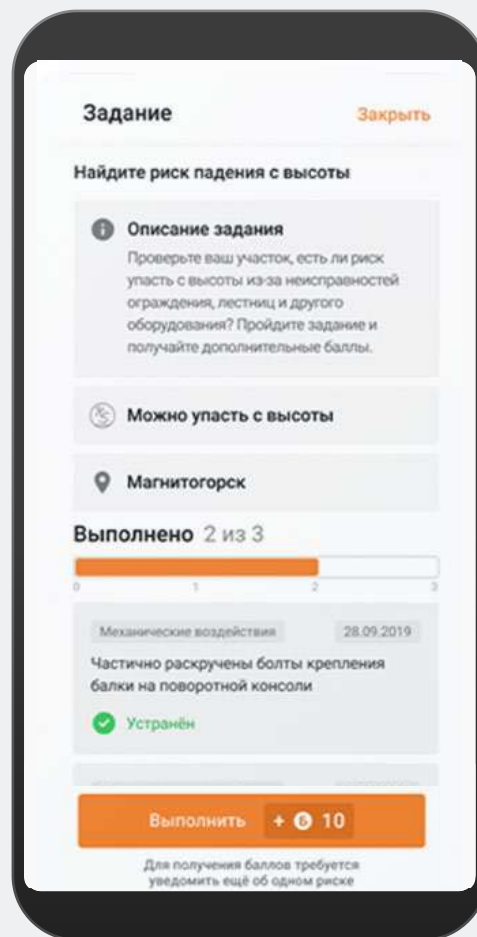 Задание
Закрыть
Найдите риск падения с высоты
Описание задания
Проверьте ваш участок, есть ли риск
упасть с высоты из-за неисправностей
ограждения, лестниц и другого
оборудования? Пройдите задание и
получайте дополнительные баллы.
Можно упасть с высоты
Магнитогорск
Выполнено 2 из 3
0 1 2 3
Механические воздействия 28.09.2019
Частично раскручены болты крепления
балки на поворотной консоли
Устранён
Выполнить + Б 10
Для получения баллов требуется
уведомить ещё об одном риске